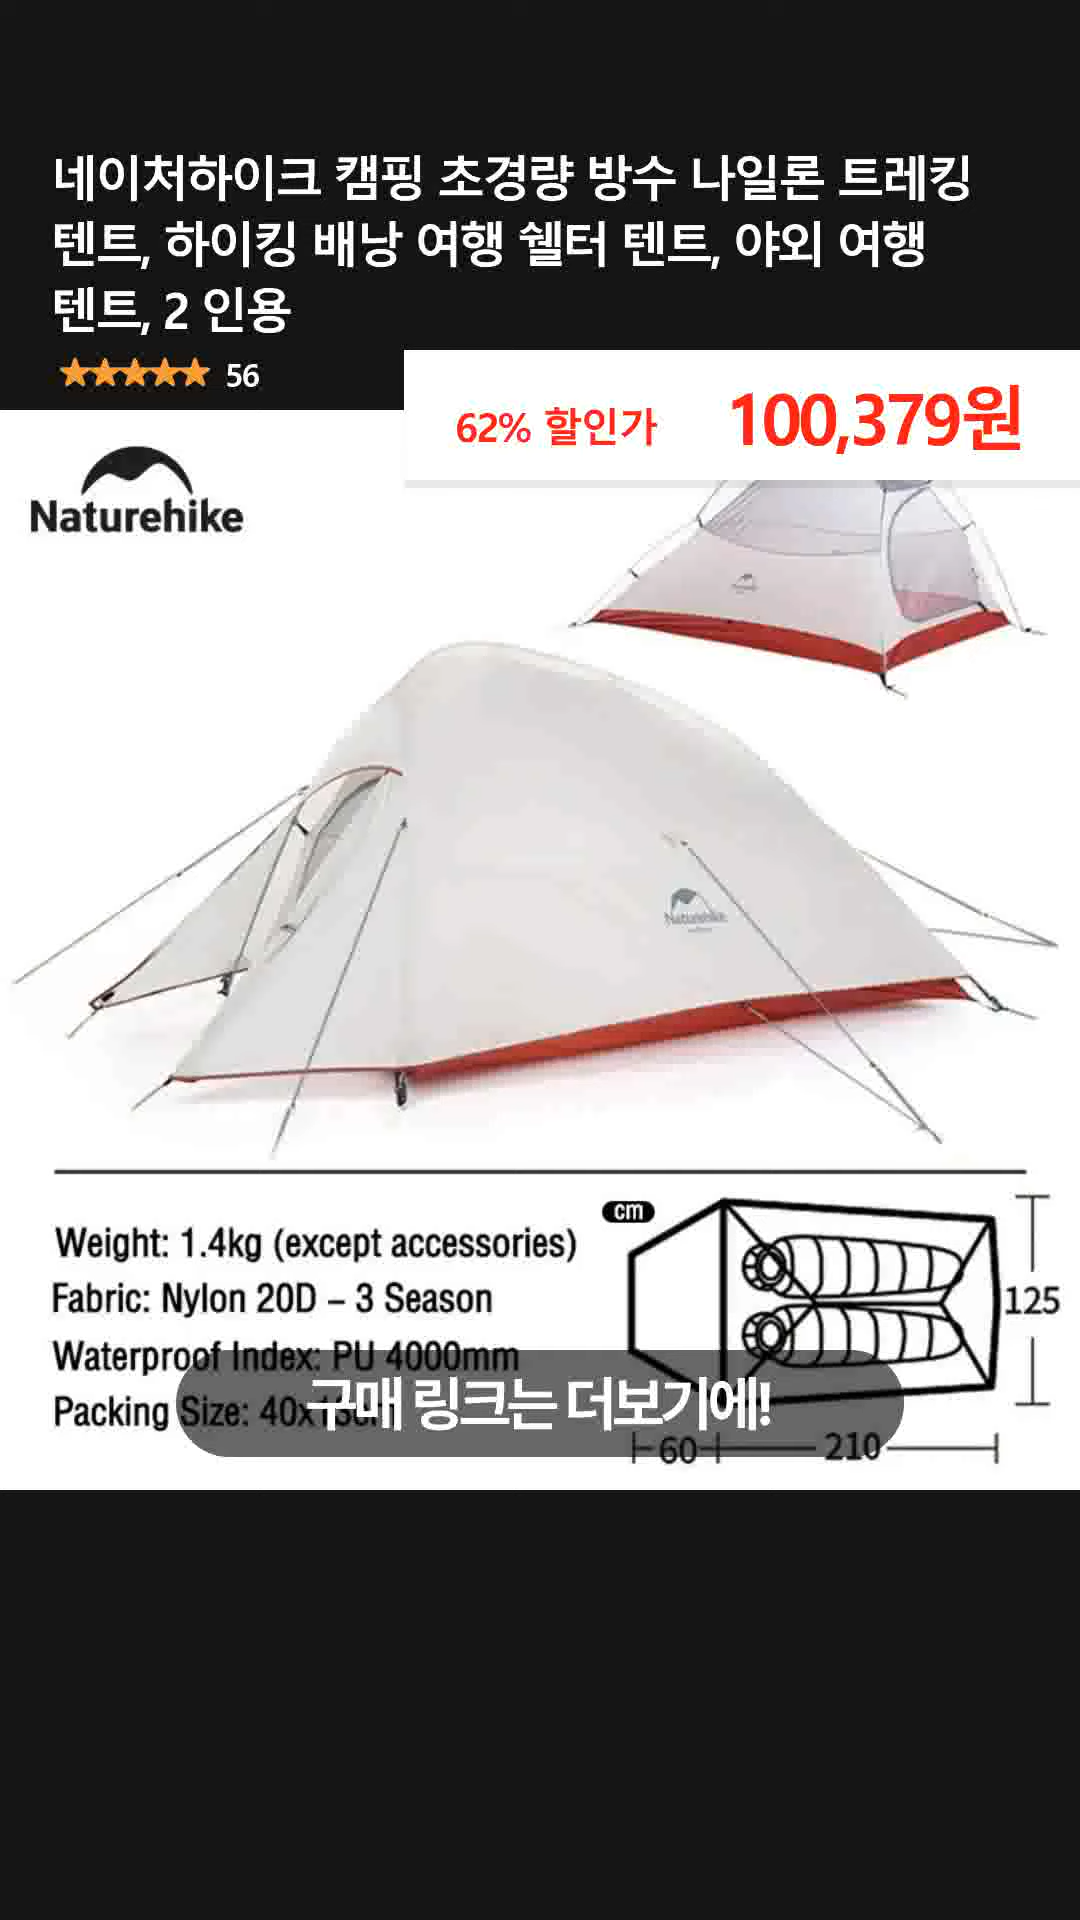 네이처하이크 캠핑 초경량 방수 나일론 트레킹
텐트, 하이킹 배낭 여행 쉘터 텐트, 야외 여행
텐트, 2 인용
56
62% 할인가 100,379원
Naturehike
Naturehike
Weight: 1.4kg (except accessories)
Fabric: Nylon 20D – 3 Season
Waterproof Index: PU 4000mm
Packing Size: 40x15cm
구매 링크는 더보기에!
cm
125
60
210